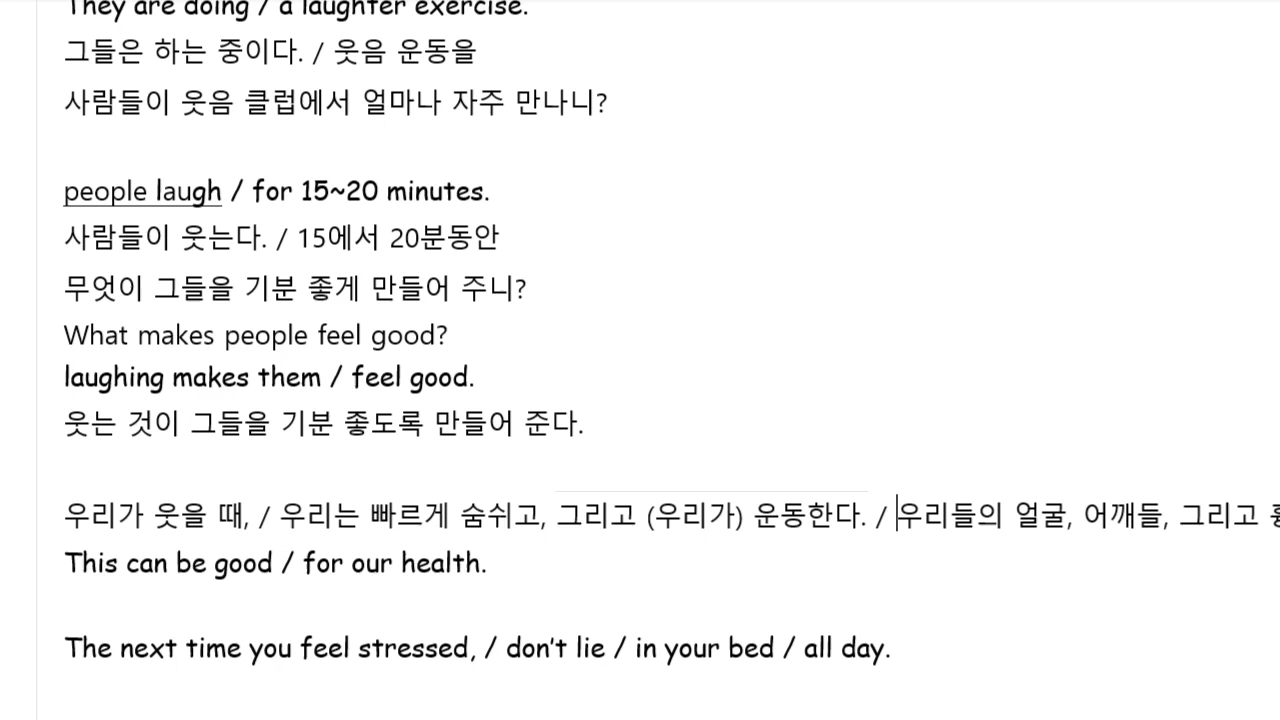 They are doing / a laughter exercise.
그들은 하는 중이다. / 웃음 운동을
사람들이 웃음 클럽에서 얼마나 자주 만나니?
people laugh / for 15~20 minutes.
사람들이 웃는다. / 15에서 20분동안
무엇이 그들을 기분 좋게 만들어 주니?
What makes people feel good?
laughing makes them / feel good.
웃는 것이 그들을 기분 좋도록 만들어 준다.
우리가 웃을 때, / 우리는 빠르게 숨쉬고, 그리고 (우리가) 운동한다. / 우리들의 얼굴, 어깨들, 그리고
This can be good / for our health.
The next time you feel stressed, / don't lie / in your bed / all day.